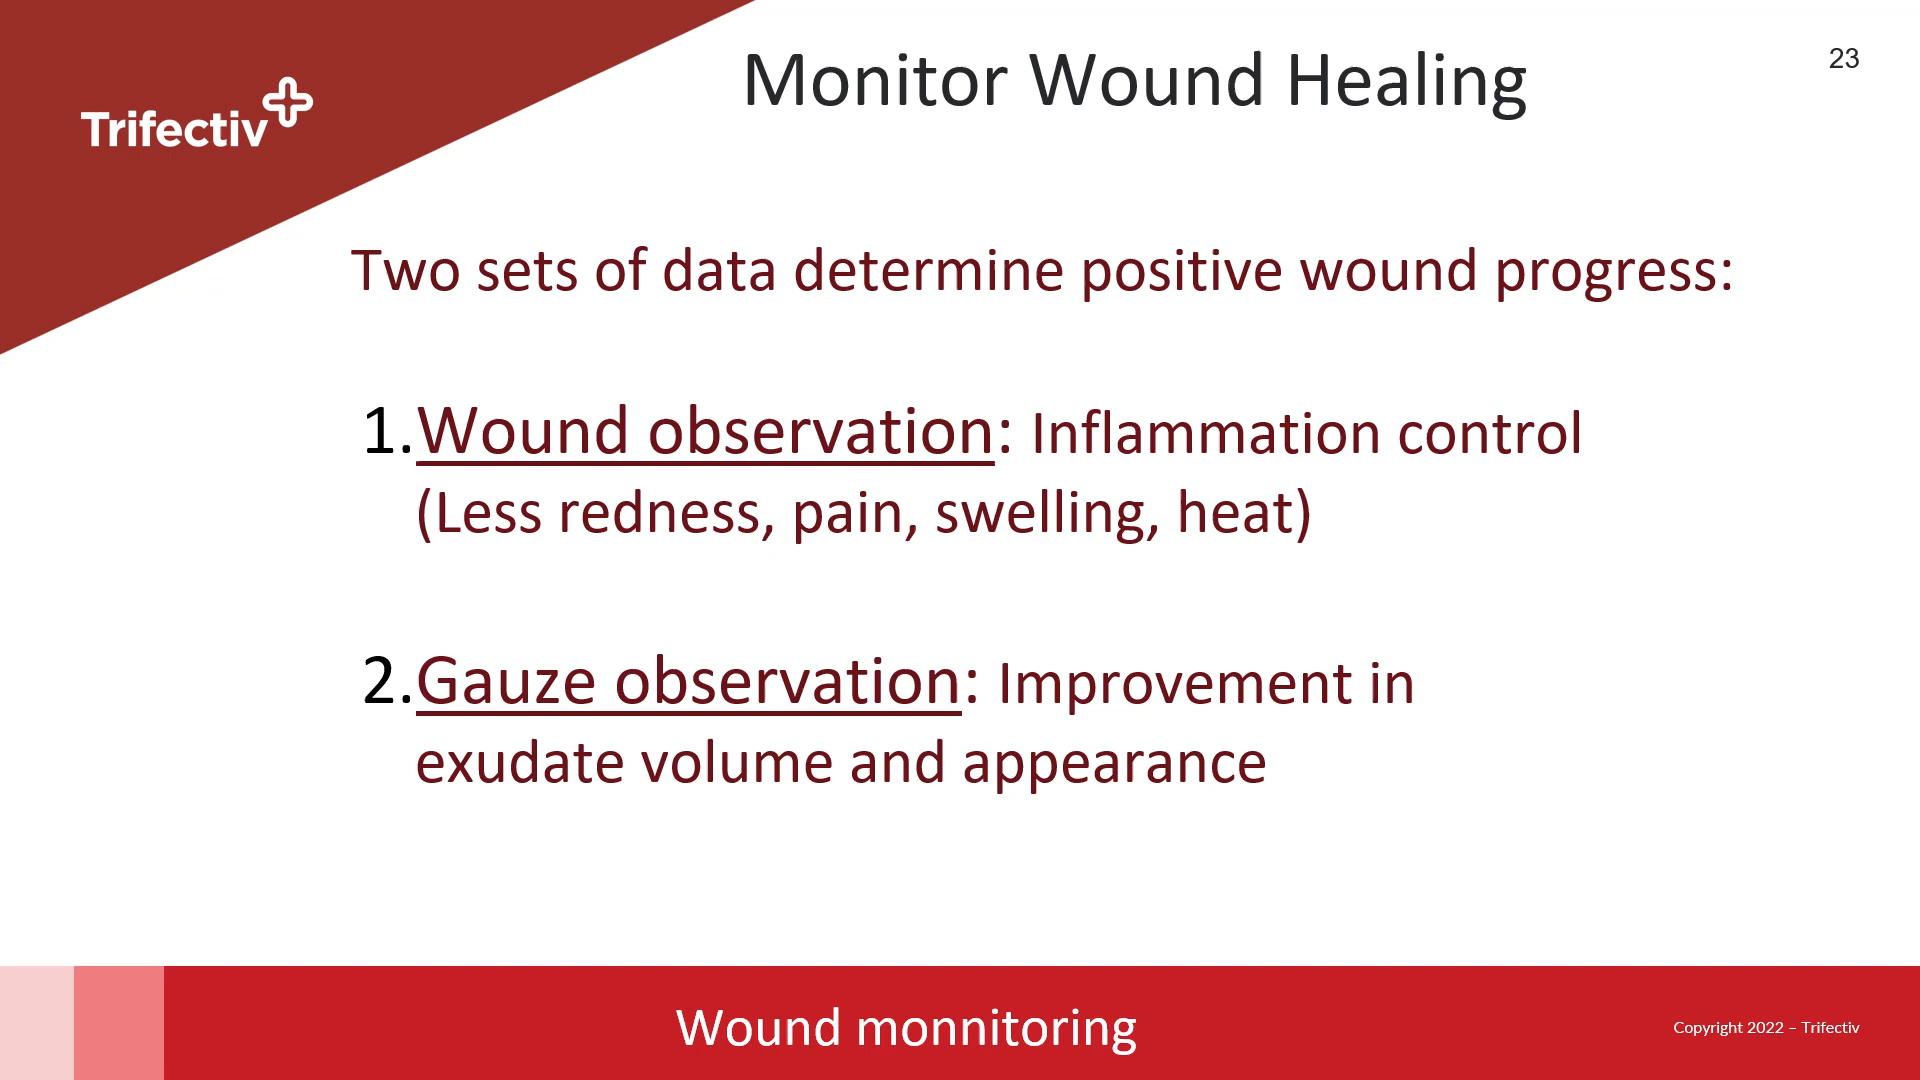 Trifectiv
Monitor Wound Healing
23
Two sets of data determine positive wound progress:
1.Wound observation: Inflammation control
(Less redness, pain, swelling, heat)
2.Gauze observation: Improvement in
exudate volume and appearance
Wound monnitoring
Copyright 2022 – Trifectiv